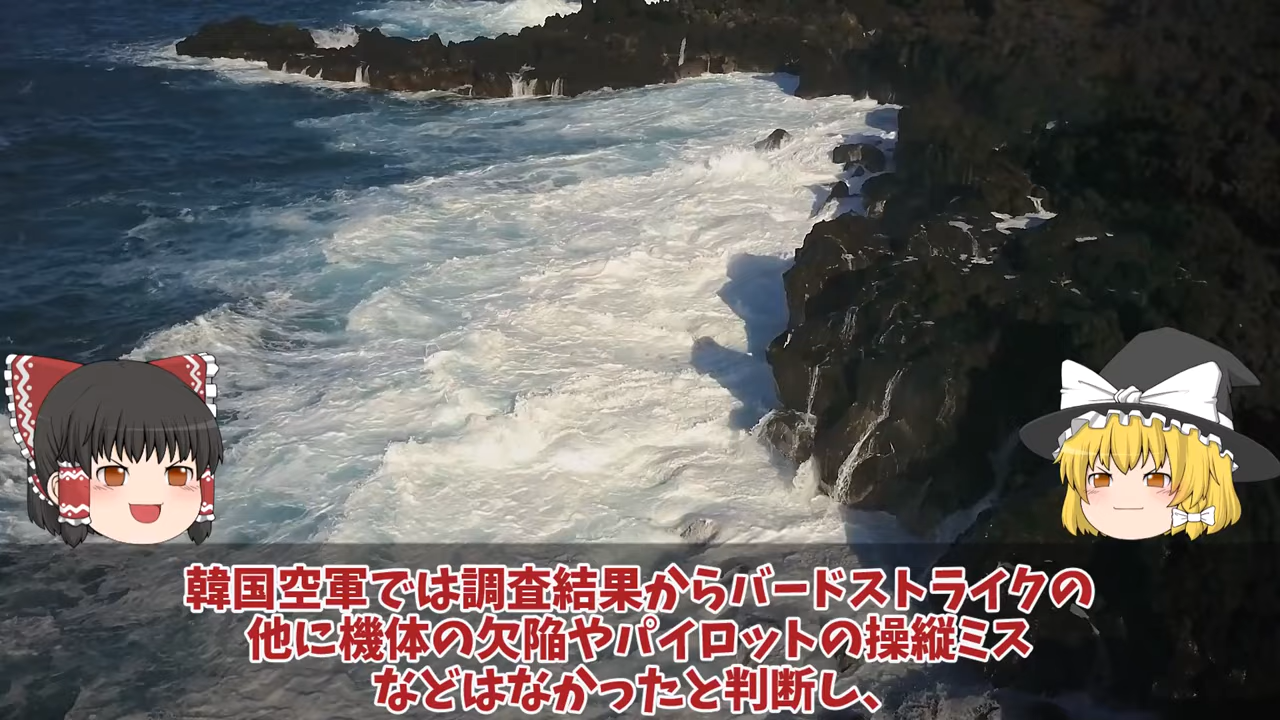 韓国空軍では調査結果からバードストライクの
他に機体の欠陥やパイロットの操縦ミス
などはなかったと判断し、